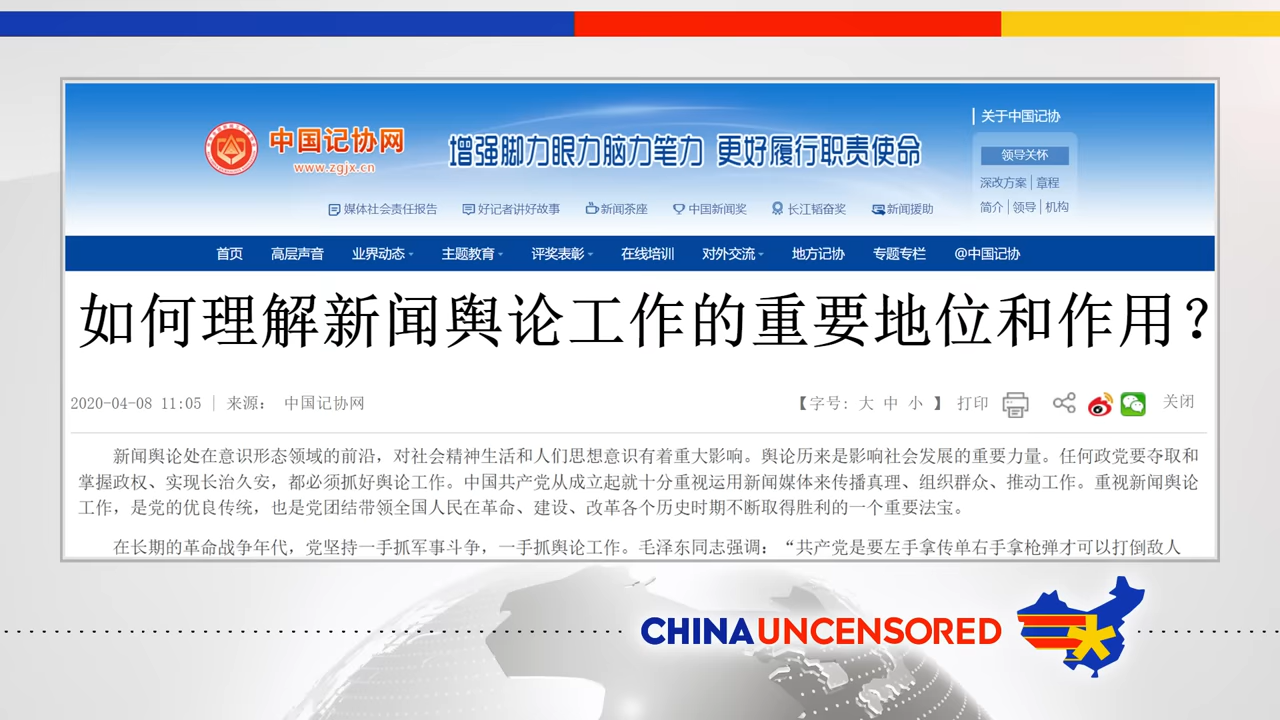 中国记协网
www.zgjx.cn
增强脚力眼力脑力笔力 更好履行职责使命
关于中国记协
领导关怀
深改方案 | 章程
简介 | 领导 | 机构
媒体社会责任报告 好记者讲好故事 新闻茶座 中国新闻奖 长江韬奋奖 新闻援助
首页 高层声音 业界动态 主题教育 评奖表彰 在线培训 对外交流 地方记协 专题专栏 @中国记协
如何理解新闻舆论工作的重要地位和作用？
2020-04-08 11:05 | 来源： 中国记协网 【字号: 大 中 小 】 打印 关闭
新闻舆论处在意识形态领域的前沿，对社会精神生活和人们思想意识有着重大影响。舆论历来是影响社会发展的重要力量。任何政党要夺取和
掌握政权、实现长治久安，都必须抓好舆论工作。中国共产党从成立起就十分重视运用新闻媒体来传播真理、组织群众、推动工作。重视新闻舆论
工作，是党的优良传统，也是党团结带领全国人民在革命、建设、改革各个历史时期不断取得胜利的一个重要法宝。
在长期的革命战争年代，党坚持一手抓军事斗争，一手抓舆论工作。毛泽东同志强调：“共产党是要左手拿传单右手拿枪弹才可以打倒敌人
CHINA UNCENSORED